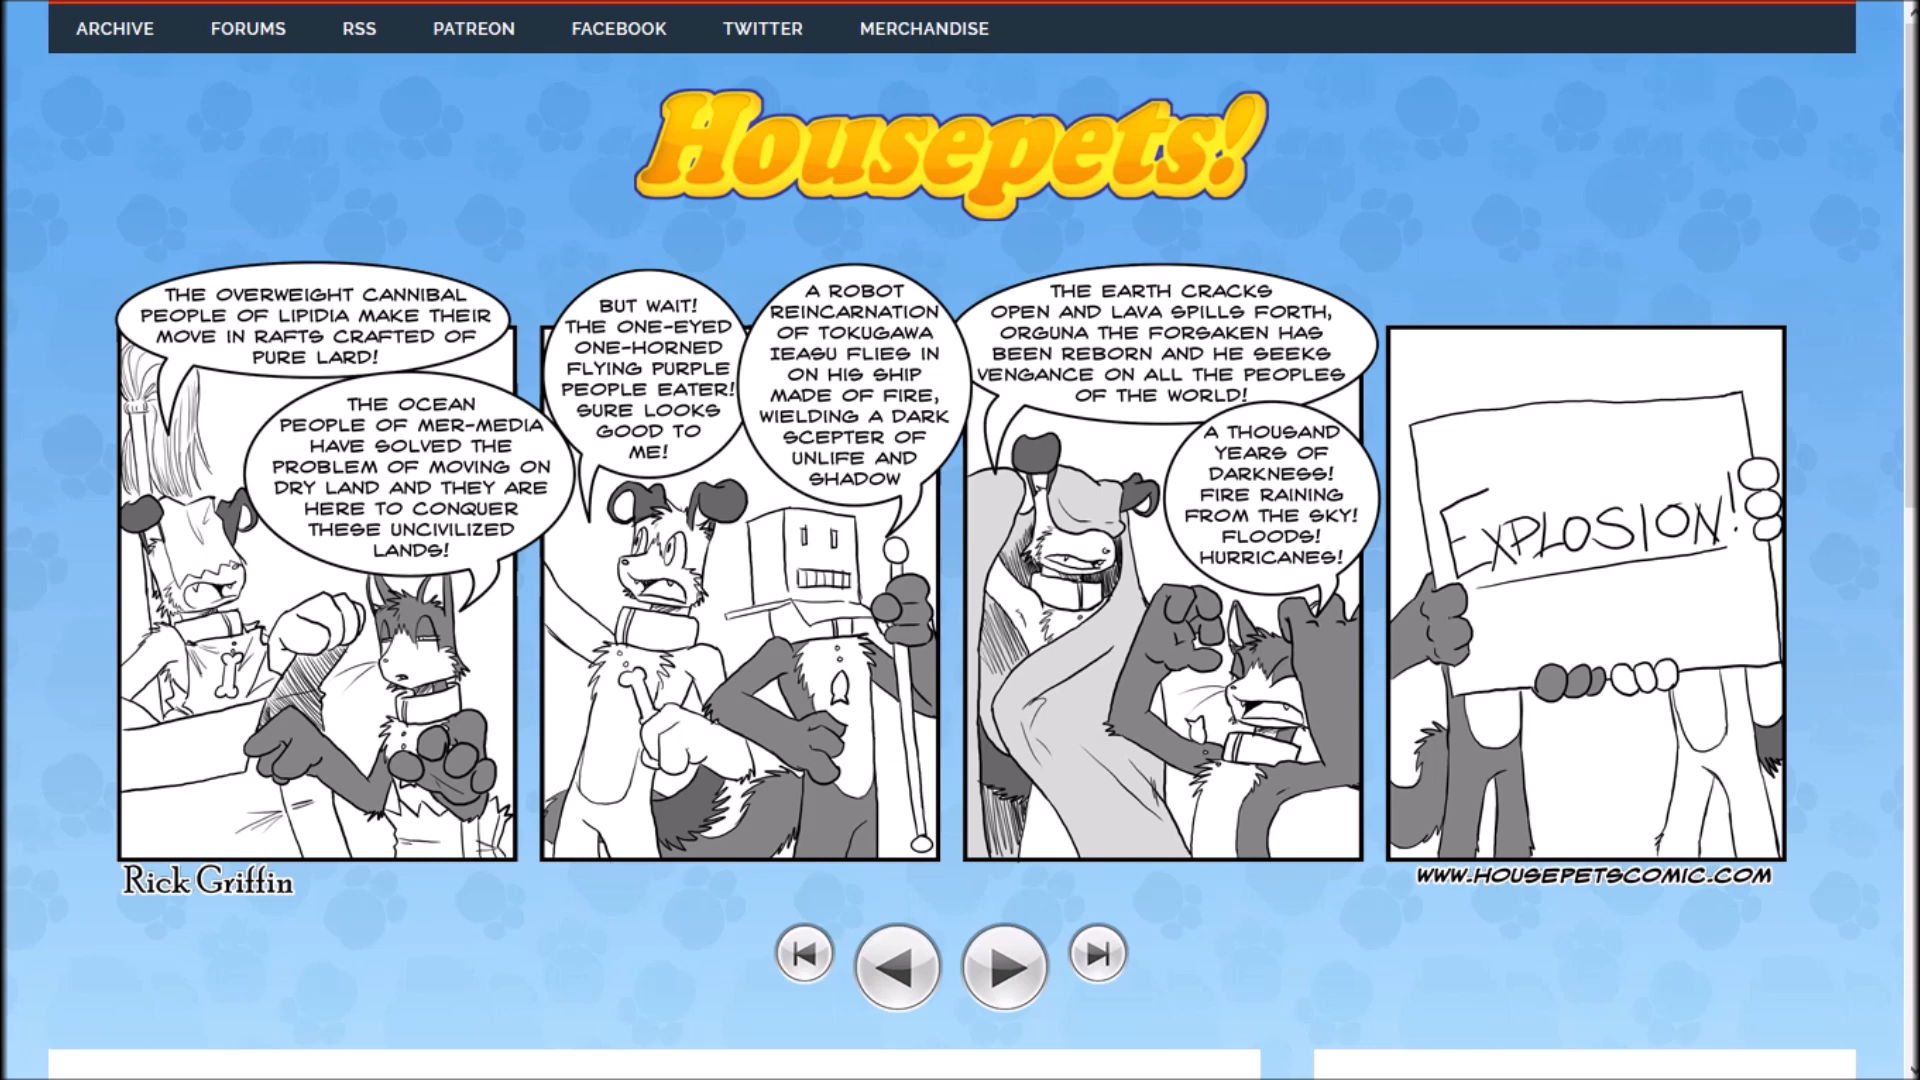 ARCHIVE FORUMS RSS PATREON FACEBOOK TWITTER MERCHANDISE
Housepets!
THE OVERWEIGHT CANNIBAL
PEOPLE OF LIPIDIA MAKE THEIR
MOVE IN RAFTS CRAFTED OF
PURE LARD!
THE OCEAN
PEOPLE OF MER-MEDIA
HAVE SOLVED THE
PROBLEM OF MOVING ON
DRY LAND AND THEY ARE
HERE TO CONQUER
THESE UNCIVILIZED
LANDS!
BUT WAIT!
THE ONE-EYED
ONE-HORNED
FLYING PURPLE
PEOPLE EATER!
SURE LOOKS
GOOD TO
ME!
A ROBOT
REINCARNATION
OF TOKUGAWA
IEASU FLIES IN
ON HIS SHIP
MADE OF FIRE,
WIELDING A DARK
SCEPTER OF
UNLIFE AND
SHADOW
THE EARTH CRACKS
OPEN AND LAVA SPILLS FORTH,
ORGUNA THE FORSAKEN HAS
BEEN REBORN AND HE SEEKS
VENGANCE ON ALL THE PEOPLES
OF THE WORLD!
A THOUSAND
YEARS OF
DARKNESS!
FIRE RAINING
FROM THE SKY!
FLOODS!
HURRICANES!
EXPLOSION!
Rick Griffin
WWW.HOUSEPETSCOMIC.COM